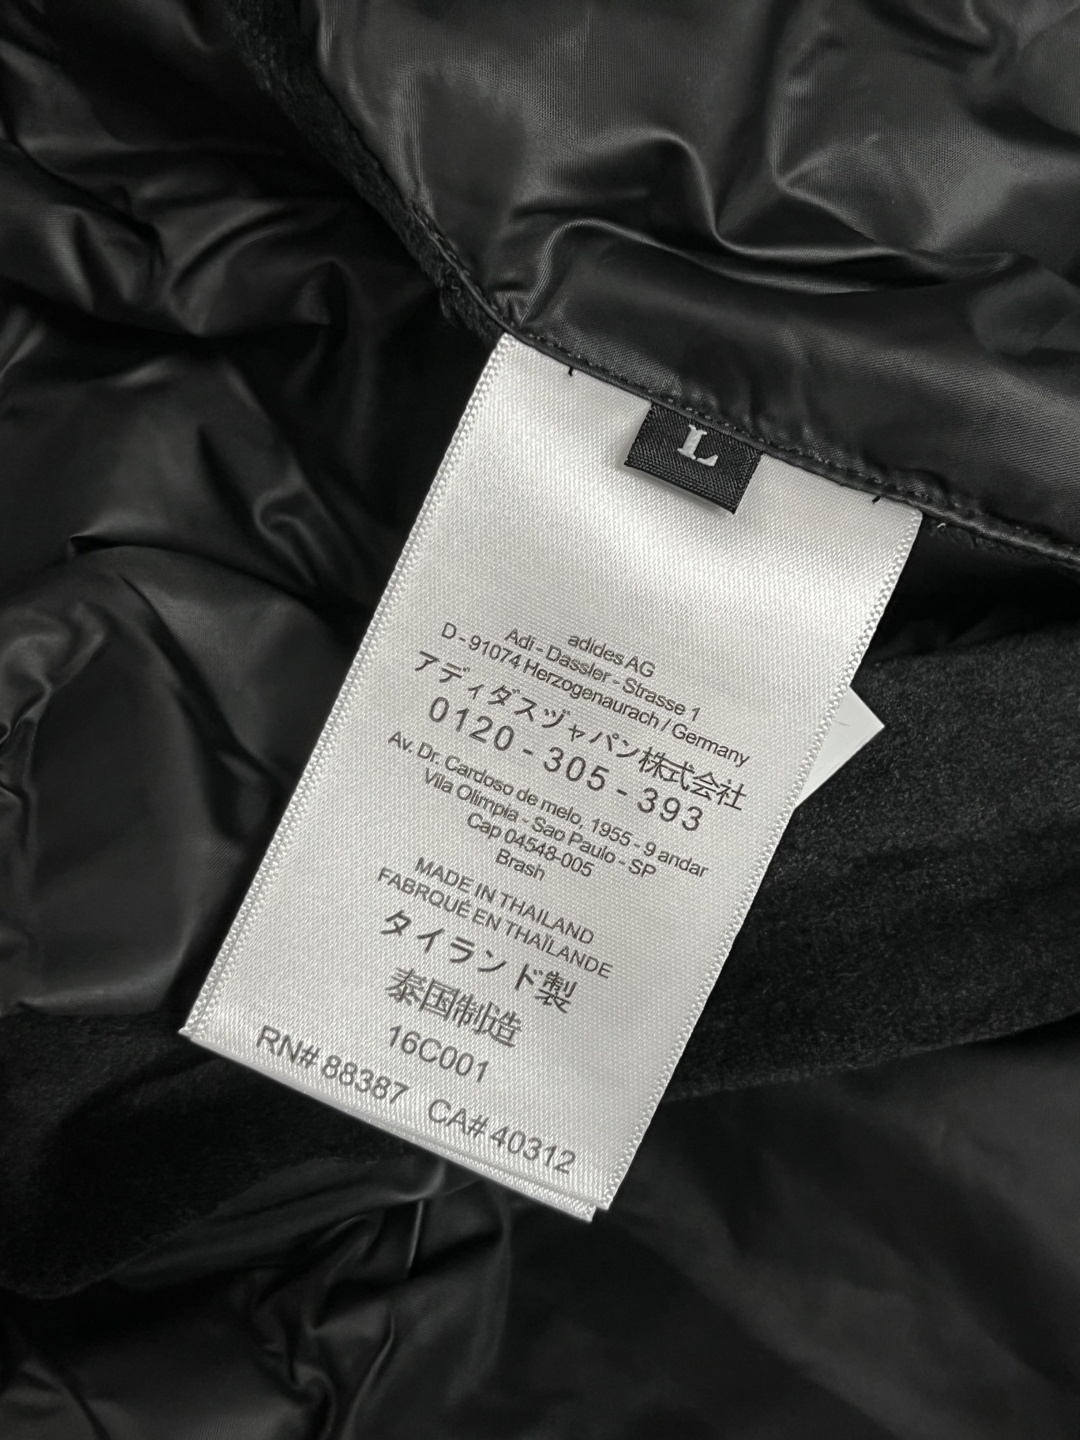 L
adides AG
Adi - Dassler - Strasse 1
D - 91074 Herzogenaurach / Germany
アディダスヅャパン株式会社
0120 - 305 - 393
Av. Dr. Cardoso de melo, 1955 - 9 andar
Vila Olimpia - Sao Paulo - SP
Cap 04548-005
Brash
MADE IN THAILAND
FABRQUÉ EN THAÏLANDE
タイランド製
泰国制造
16C001
RN# 88387 CA# 40312